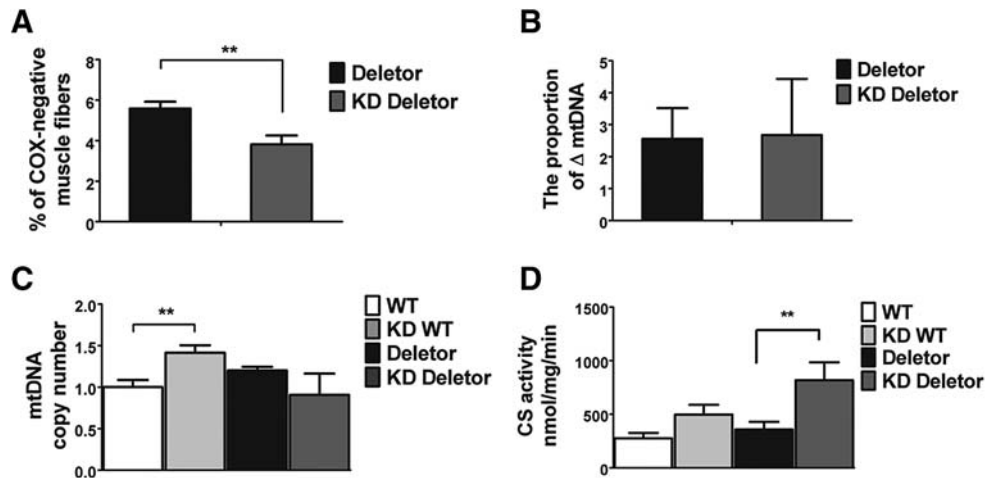 A
% of COX-negative
muscle fibers
8
6
4
2
0
**
Deletor
KD Deletor
B
The proportion
of Δ mtDNA
5
4
3
2
1
0
Deletor
KD Deletor
C
mtDNA
copy number
2.0
1.5
1.0
0.5
0.0
**
WT
KD WT
Deletor
KD Deletor
D
CS activity
nmol/mg/min
1500
1000
500
0
**
WT
KD WT
Deletor
KD Deletor